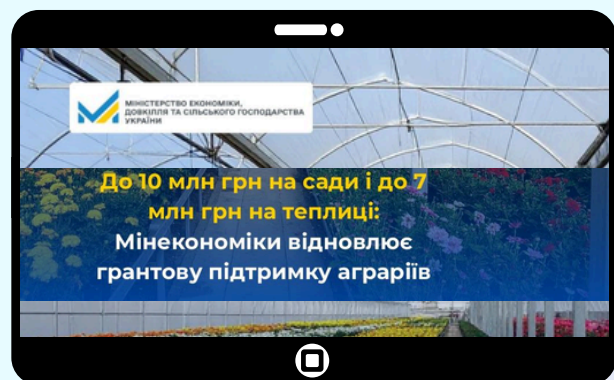 МІНІСТЕРСТВО ЕКОНОМІКИ,
ДОВКІЛЛЯ ТА СІЛЬСЬКОГО ГОСПОДАРСТВА
УКРАЇНИ
До 10 млн грн на сади і до 7
млн грн на теплиці:
Мінекономіки відновлює
грантову підтримку аграріїв